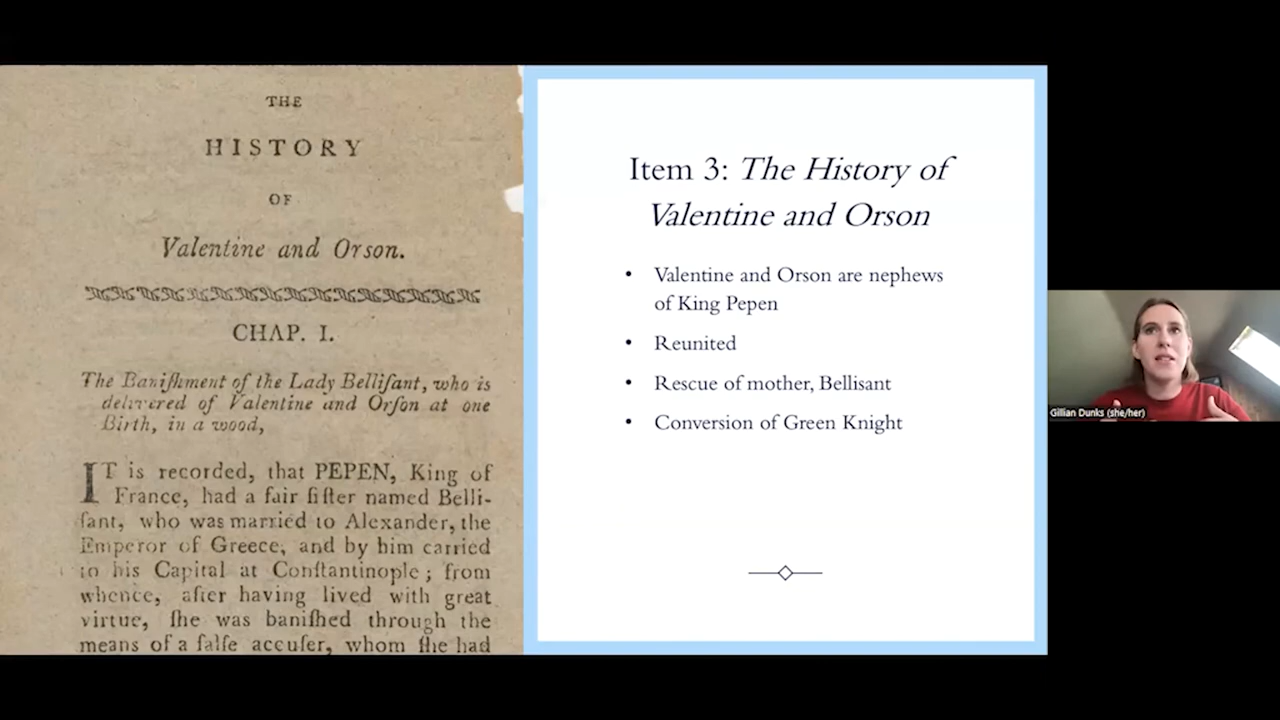 THE
HISTORY
OF
Valentine and Orson.
CHAP. I.
The Baniſhment of the Lady Belliſant, who is
delivered of Valentine and Orſon at one
Birth, in a wood,
IT is recorded, that PEPEN, King of
France, had a fair ſiſter named Belli-
ſant, who was married to Alexander, the
Emperor of Greece, and by him carried
to his Capital at Conſtantinople; from
whence, after having lived with great
virtue, ſhe was baniſhed through the
means of a falſe accuſer, whom ſhe had
Item 3: The History of
Valentine and Orson
• Valentine and Orson are nephews
of King Pepen
• Reunited
• Rescue of mother, Bellisant
• Conversion of Green Knight
Gillian Dunks (she/her)